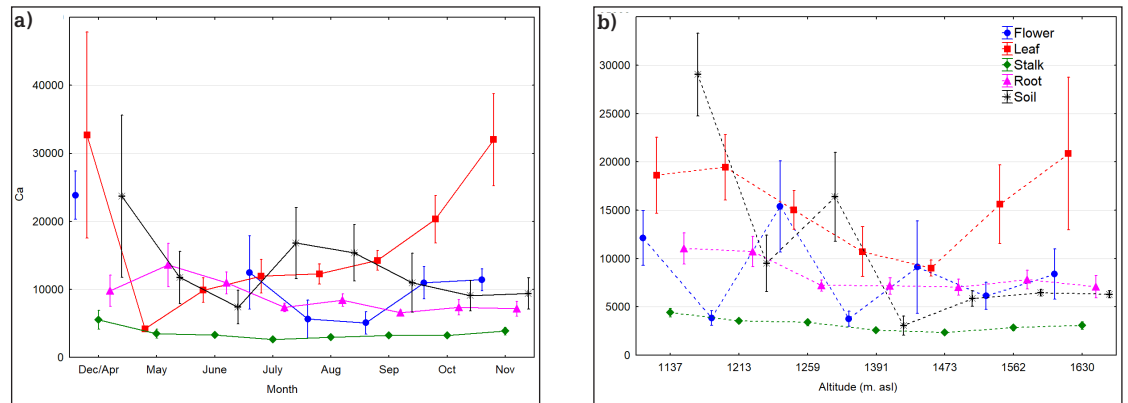 a)
Ca
40000
30000
20000
10000
0
Dec/Apr May June July Aug Sep Oct Nov
Month
b)
Flower
Leaf
Stalk
Root
Soil
30000
25000
20000
15000
10000
5000
0
1137 1213 1259 1391 1473 1562 1630
Altitude (m. asl)